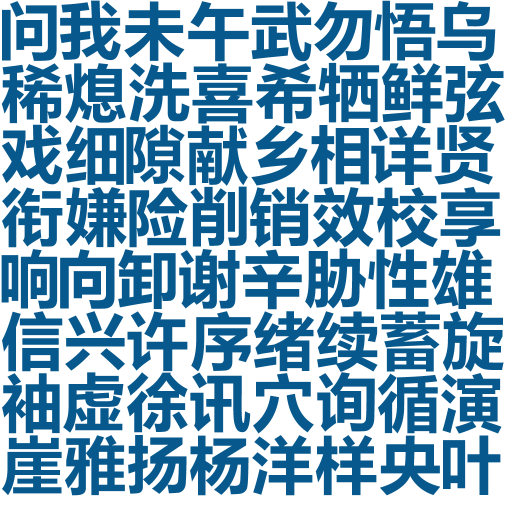 问我未午武勿悟乌
稀熄洗喜希牺鲜弦
戏细隙献乡相详贤
衔嫌险削销效校享
响向卸谢辛胁性雄
信兴许序绪续蓄旋
袖虚徐讯穴询循演
崖雅扬杨洋样央叶